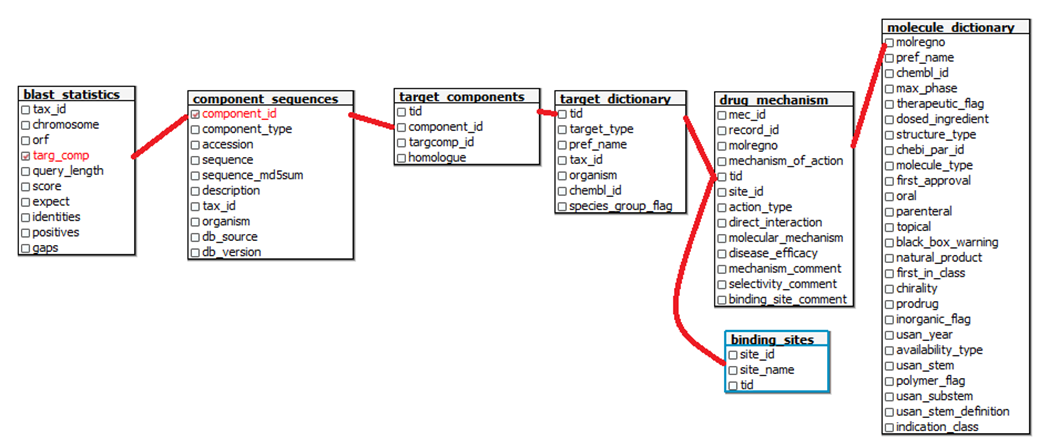 blast_statistics
tax_id
chromosome
orf
targ_comp
query_length
score
expect
identities
positives
gaps
component_sequences
component_id
component_type
accession
sequence
sequence_md5sum
description
tax_id
organism
db_source
db_version
target_components
tid
component_id
targcomp_id
homologue
target_dictionary
tid
target_type
pref_name
tax_id
organism
chembl_id
species_group_flag
drug_mechanism
mec_id
record_id
molregno
mechanism_of_action
tid
site_id
action_type
direct_interaction
molecular_mechanism
disease_efficacy
mechanism_comment
selectivity_comment
binding_site_comment
binding_sites
site_id
site_name
tid
molecule_dictionary
molregno
pref_name
chembl_id
max_phase
therapeutic_flag
dosed_ingredient
structure_type
chebi_par_id
molecule_type
first_approval
oral
parenteral
topical
black_box_warning
natural_product
first_in_class
chirality
prodrug
inorganic_flag
usan_year
availability_type
usan_stem
polymer_flag
usan_substem
usan_stem_definition
indication_class